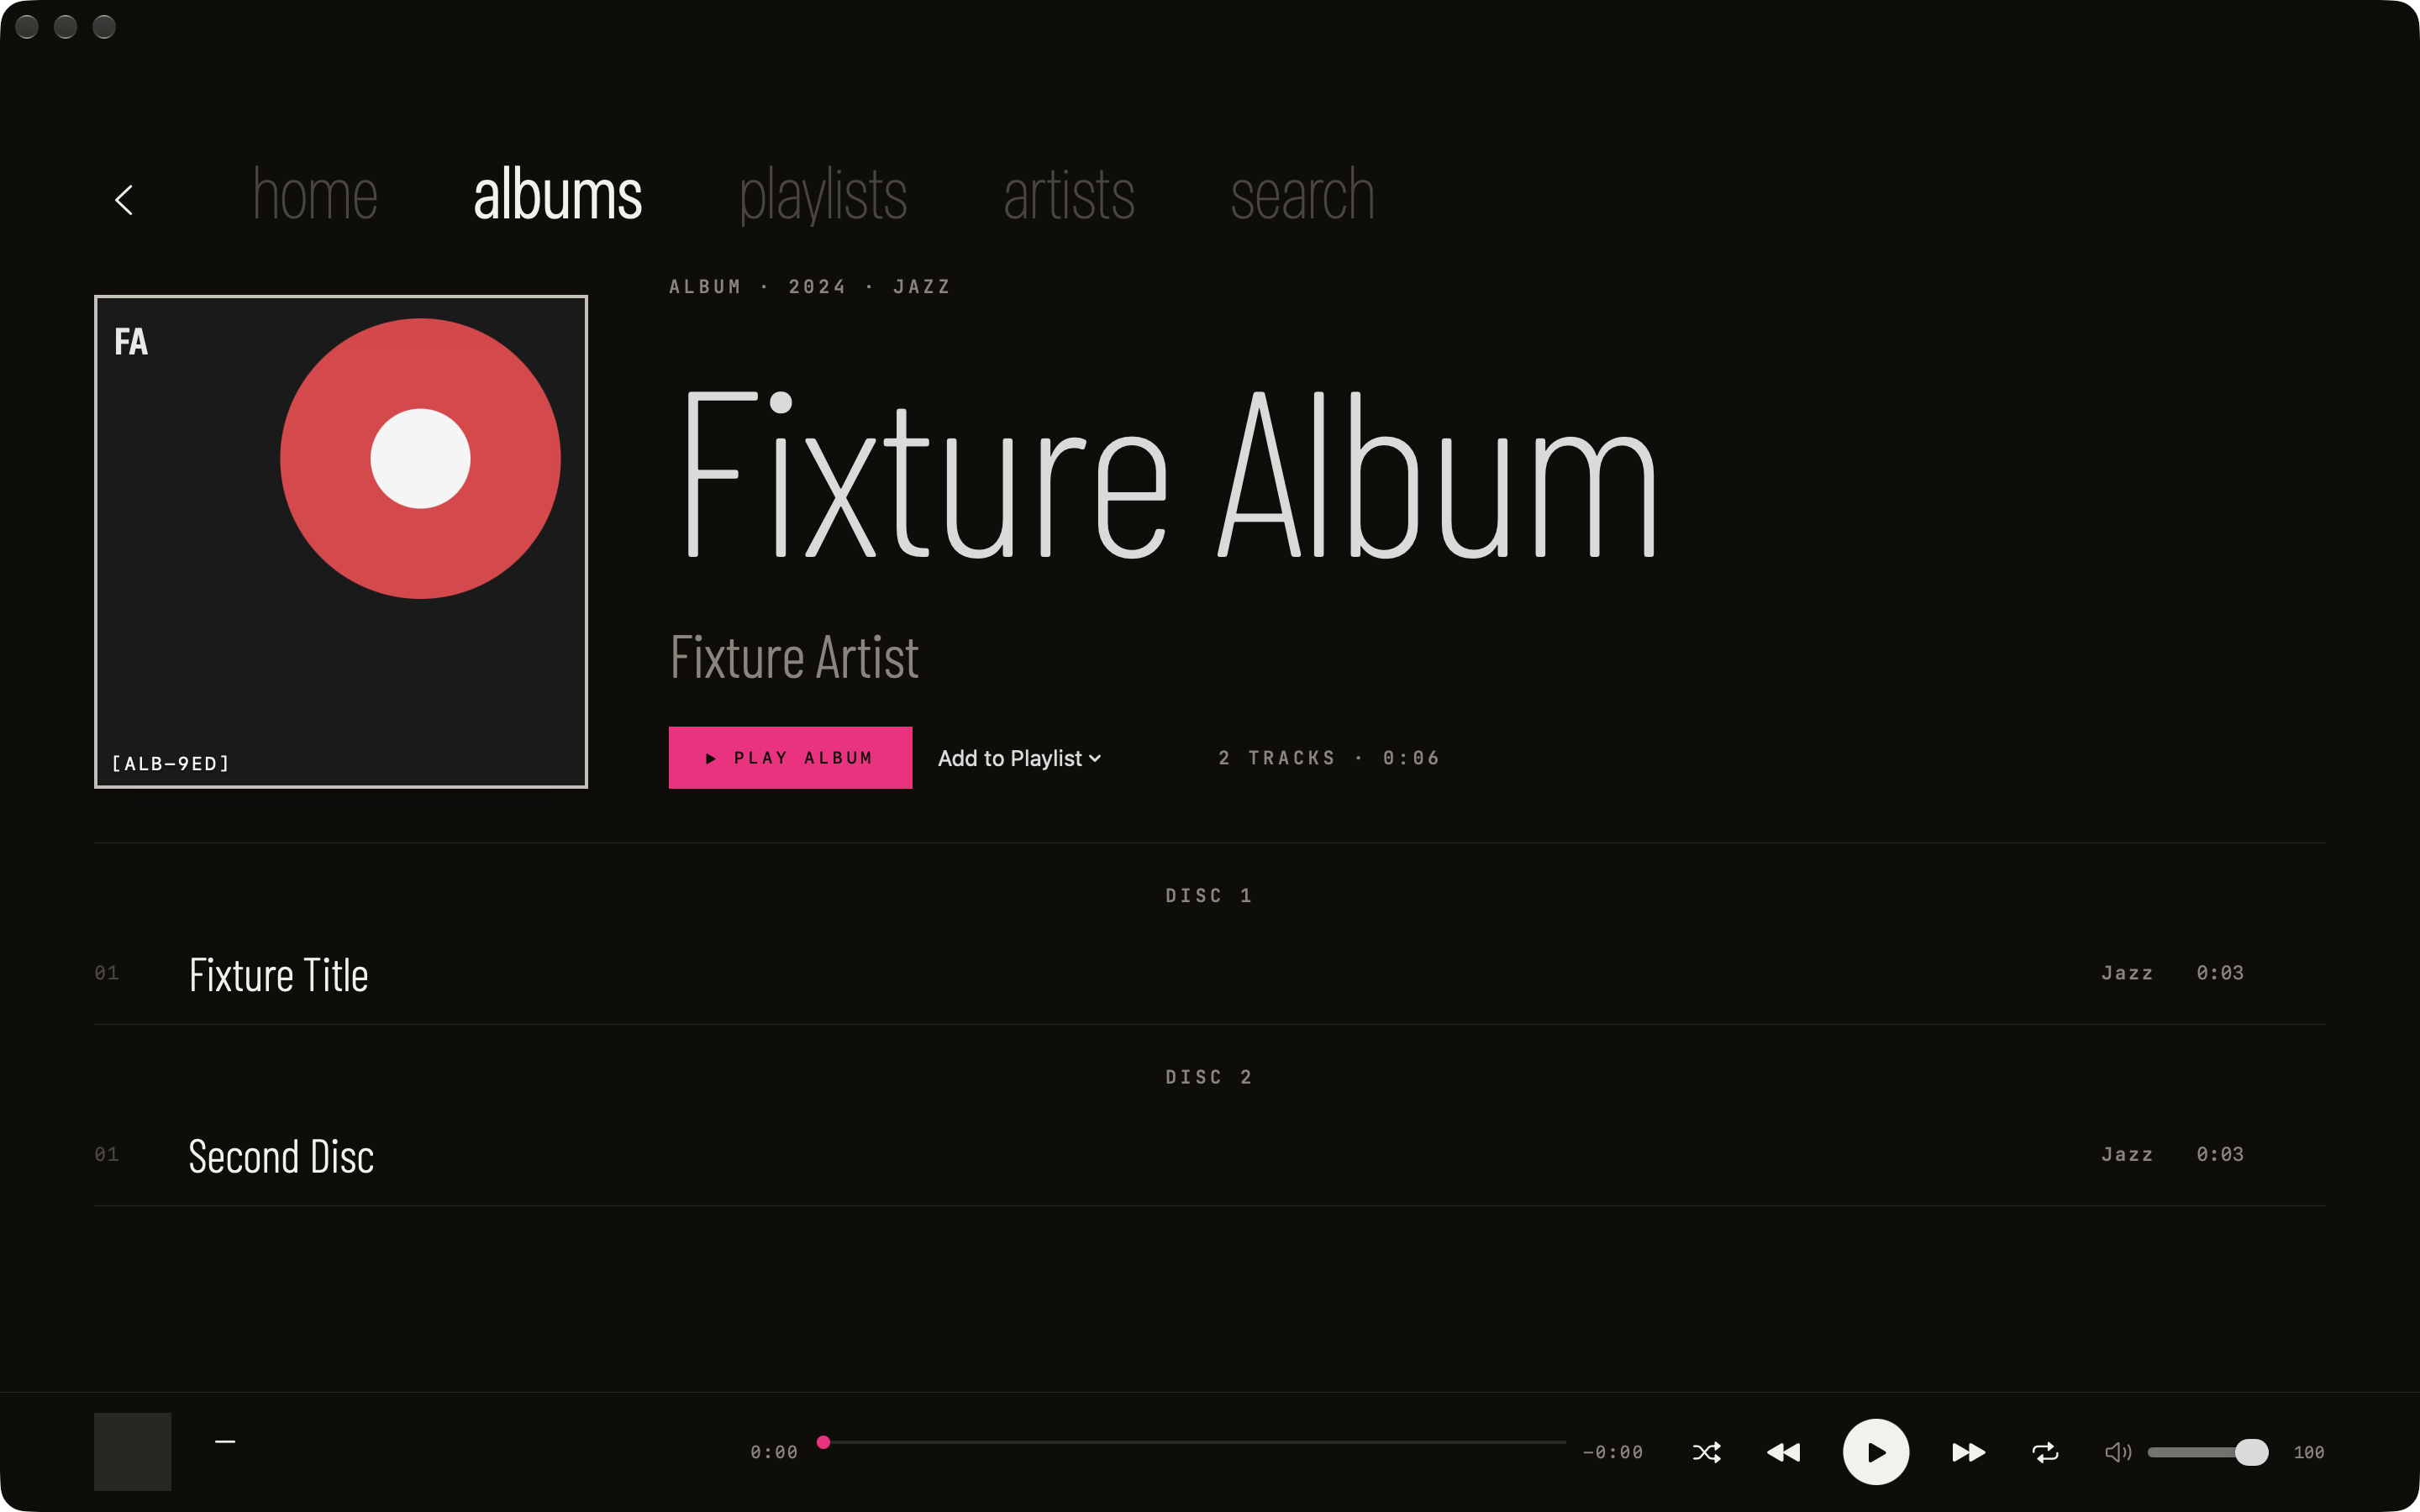 home albums playlists artists search
ALBUM · 2024 · JAZZ
FA
Fixture Album
Fixture Artist
[ALB—9ED]
PLAY ALBUM Add to Playlist 2 TRACKS · 0:06
DISC 1
01 Fixture Title Jazz 0:03
DISC 2
01 Second Disc Jazz 0:03
— 0:00 −0:00 100